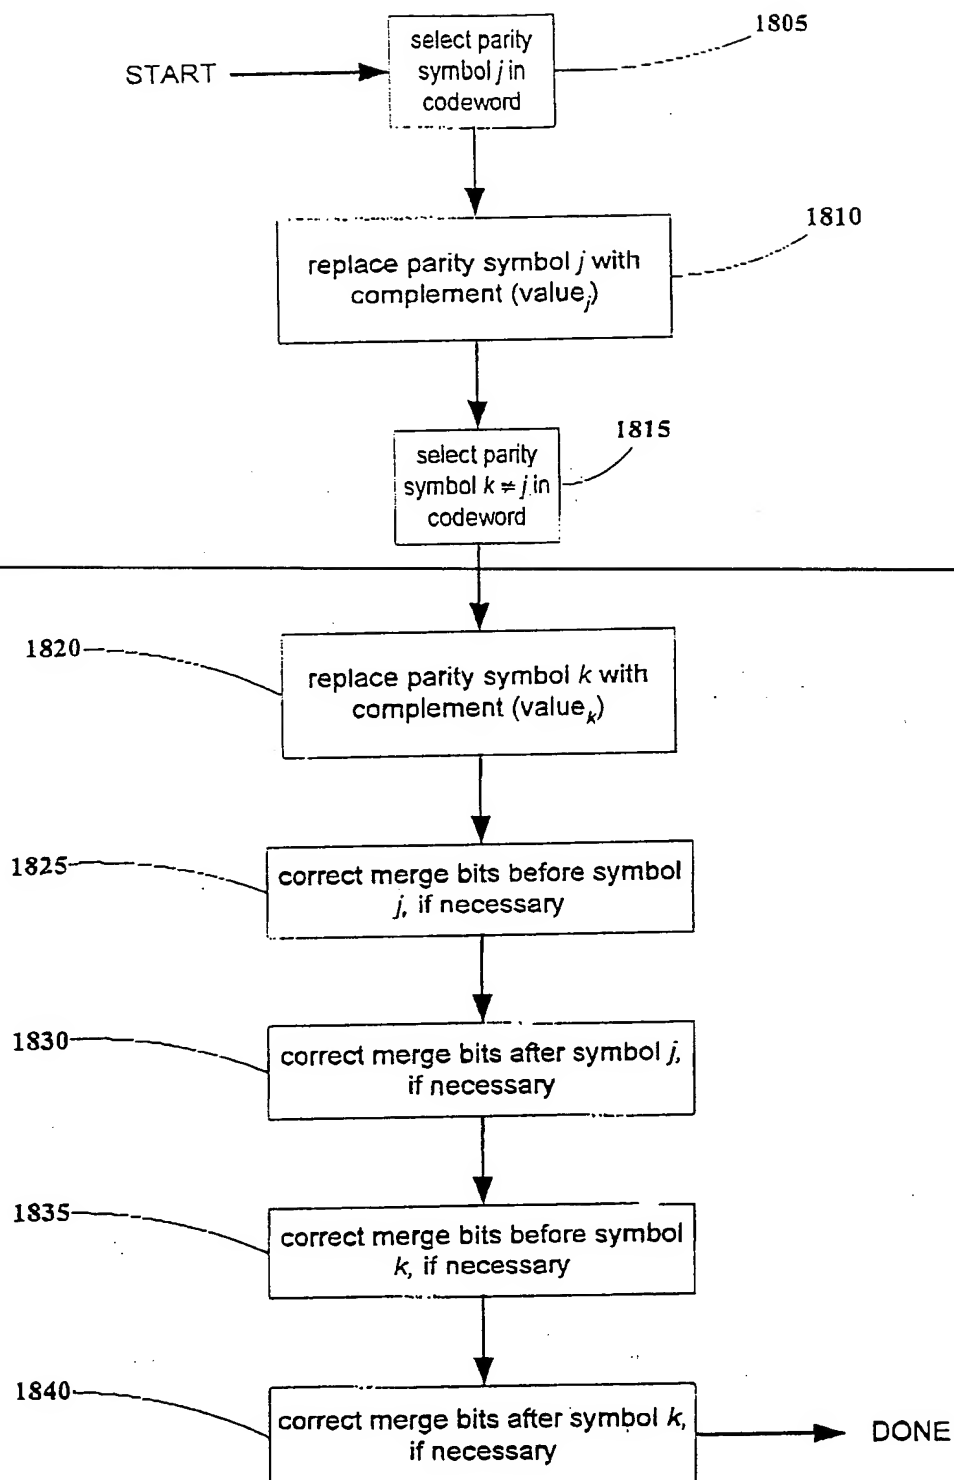 1805
select parity
symbol j in
codeword
START
1810
replace parity symbol j with
complement (valueⱼ)
1815
select parity
symbol k ≠ j in
codeword
1820
replace parity symbol k with
complement (valueₖ)
1825
correct merge bits before symbol
j, if necessary
1830
correct merge bits after symbol j,
if necessary
1835
correct merge bits before symbol
k, if necessary
1840
correct merge bits after symbol k,
if necessary
DONE